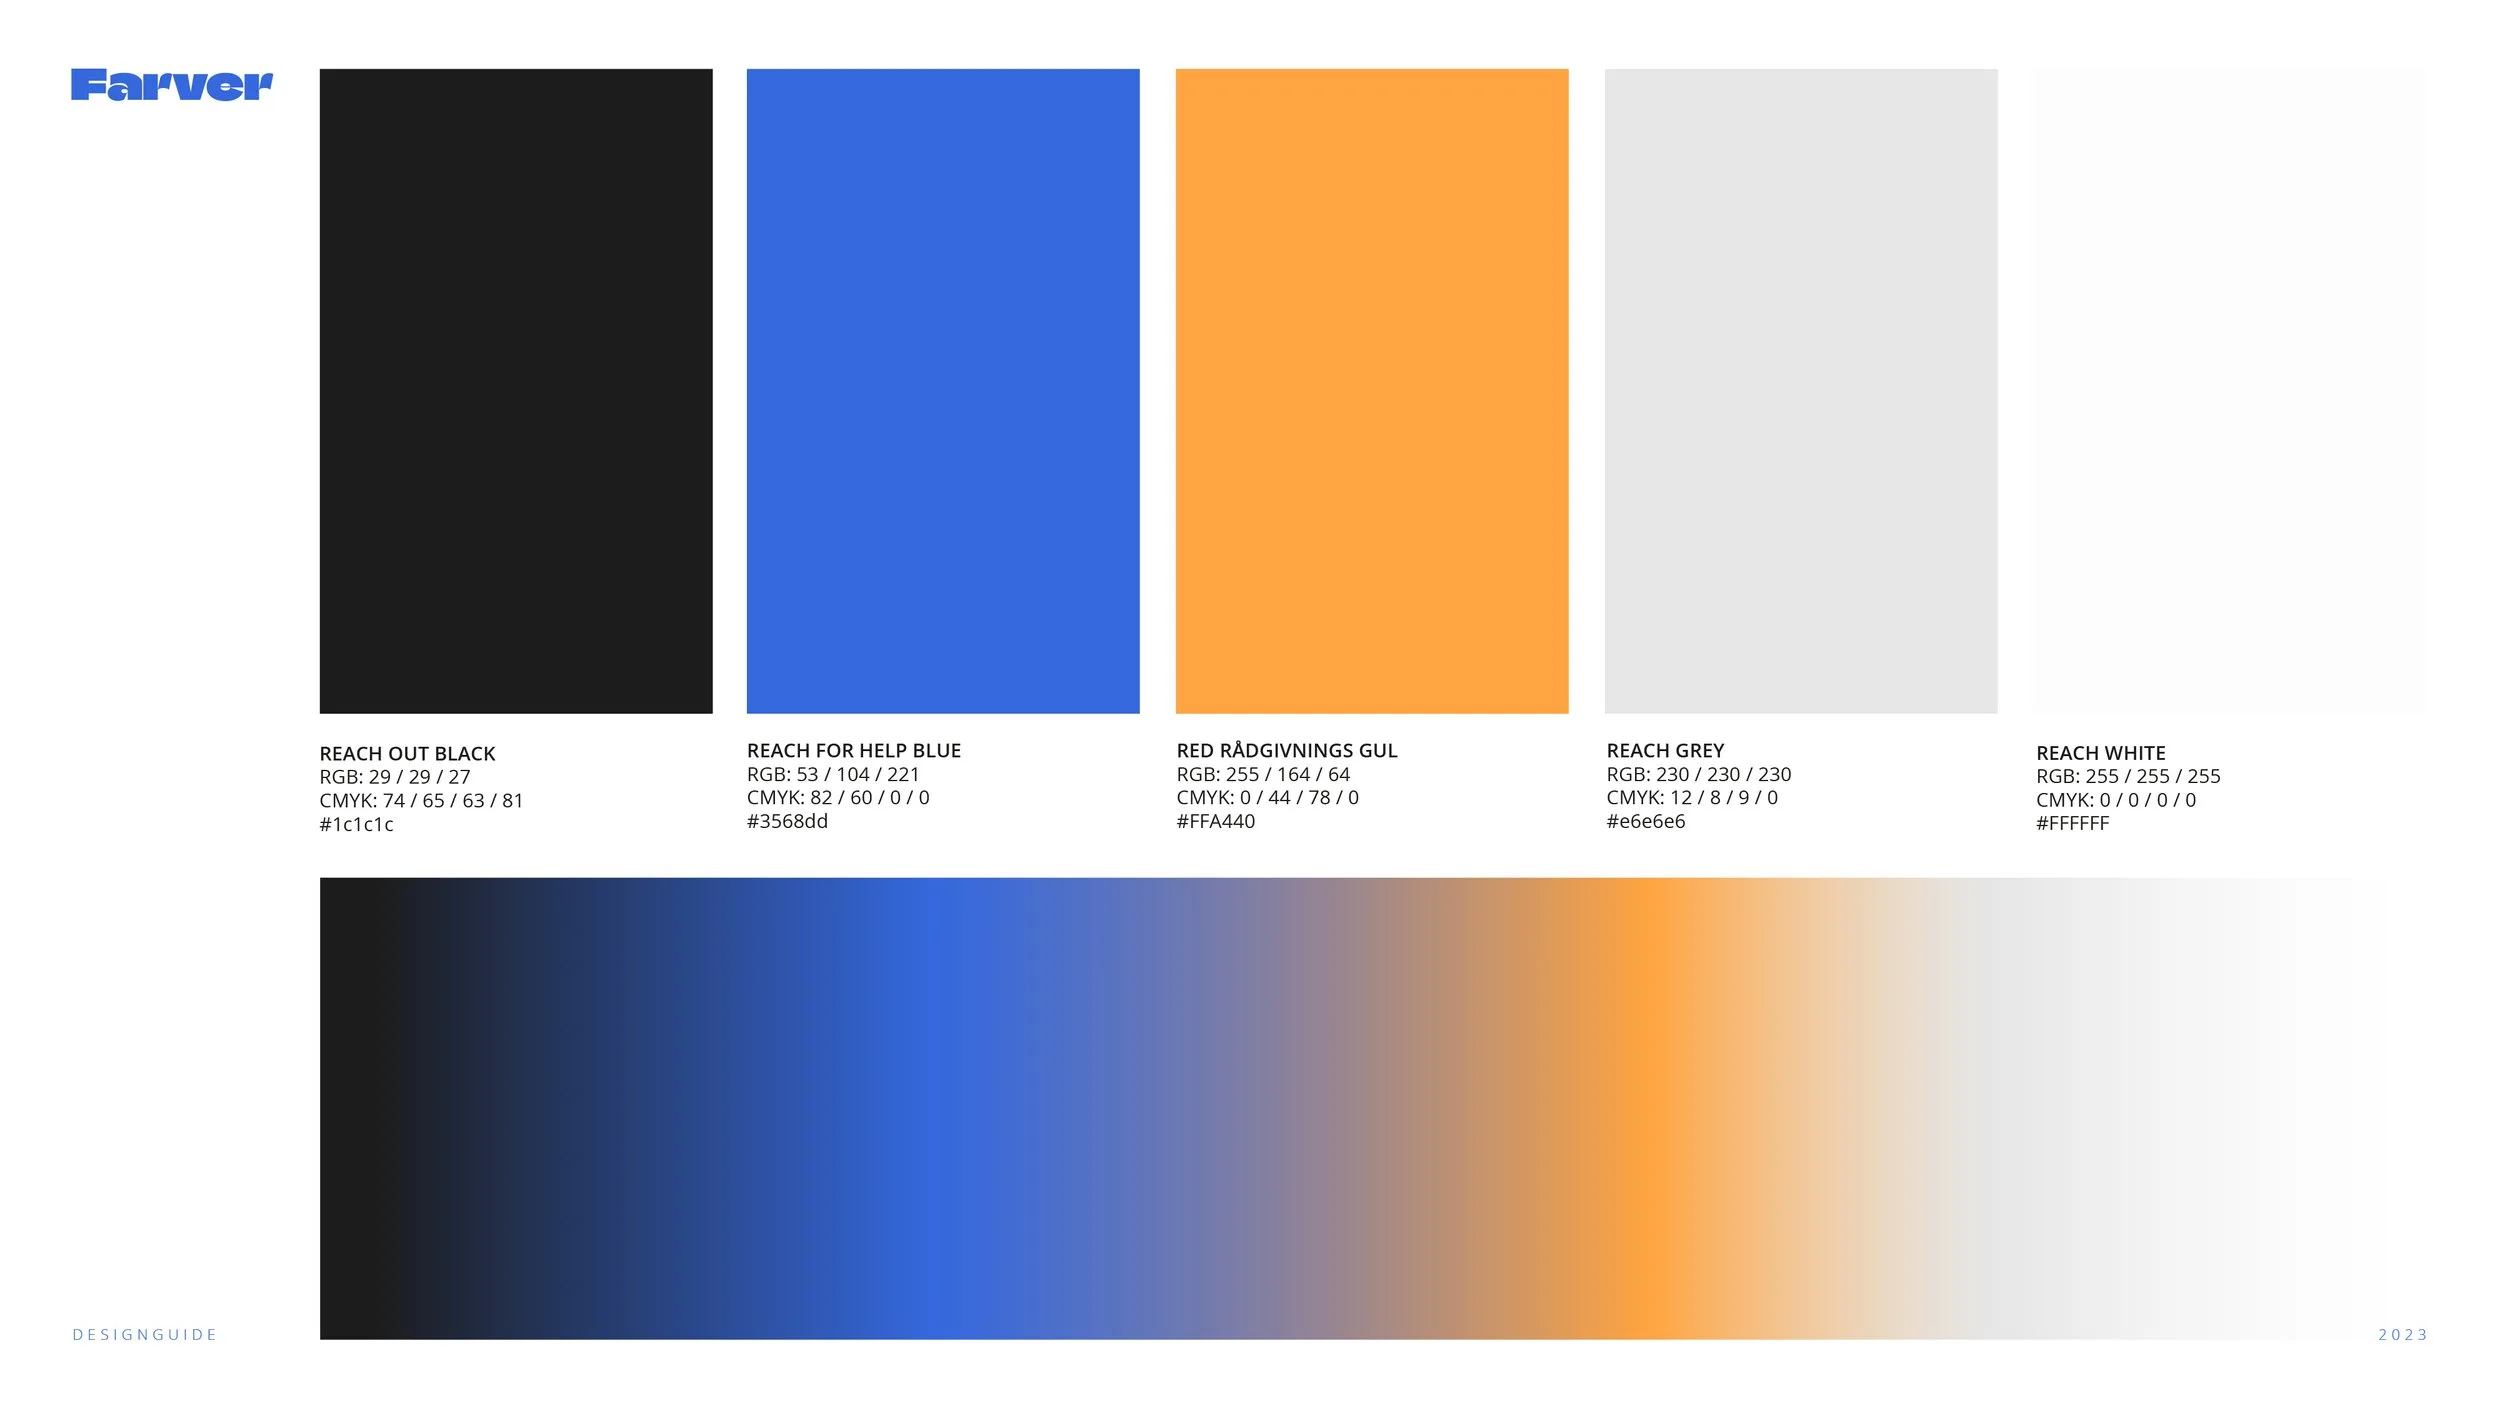 Farver
REACH OUT BLACK
RGB: 29 / 29 / 27
CMYK: 74 / 65 / 63 / 81
#1c1c1c
REACH FOR HELP BLUE
RGB: 53 / 104 / 221
CMYK: 82 / 60 / 0 / 0
#3568dd
RED RÅDGIVNINGS GUL
RGB: 255 / 164 / 64
CMYK: 0 / 44 / 78 / 0
#FFA440
REACH GREY
RGB: 230 / 230 / 230
CMYK: 12 / 8 / 9 / 0
#e6e6e6
REACH WHITE
RGB: 255 / 255 / 255
CMYK: 0 / 0 / 0 / 0
#FFFFFF
DESIGNGUIDE
2023